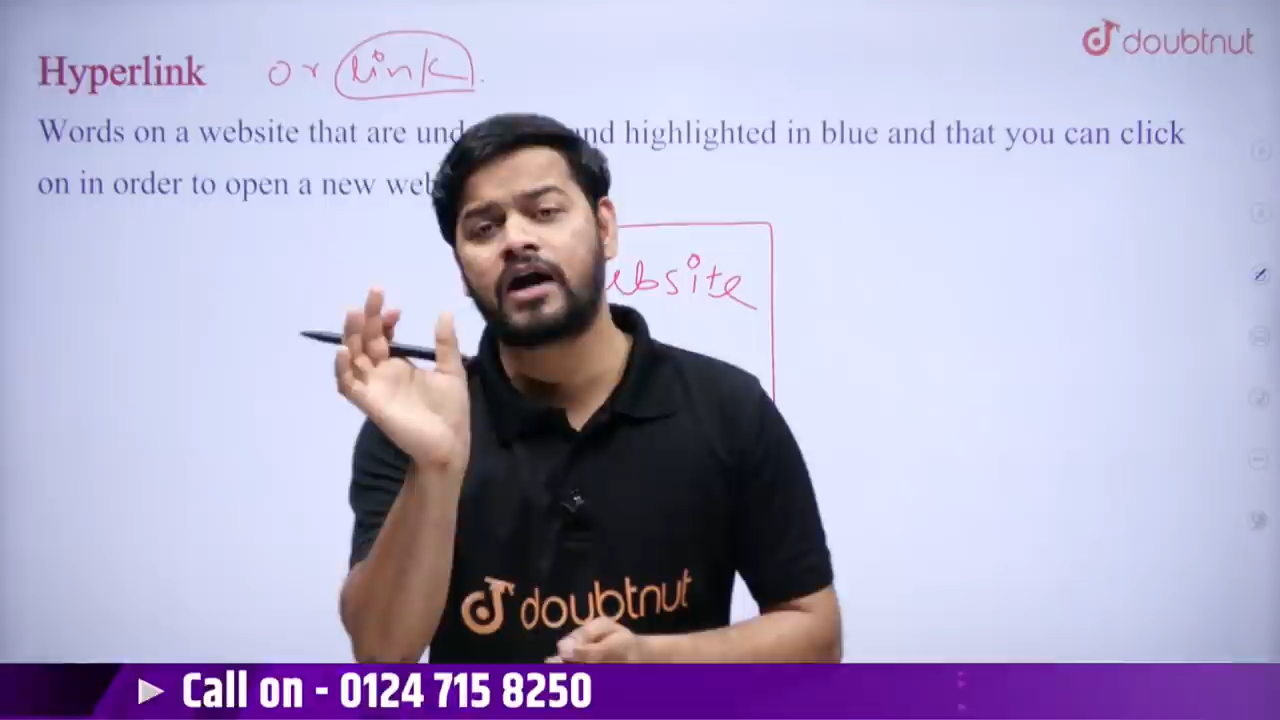 Hyperlink or link.
doubtnut
Words on a website that are und nd highlighted in blue and that you can click
on in order to open a new web
ebsite
doubtnut
Call on - 0124 715 8250